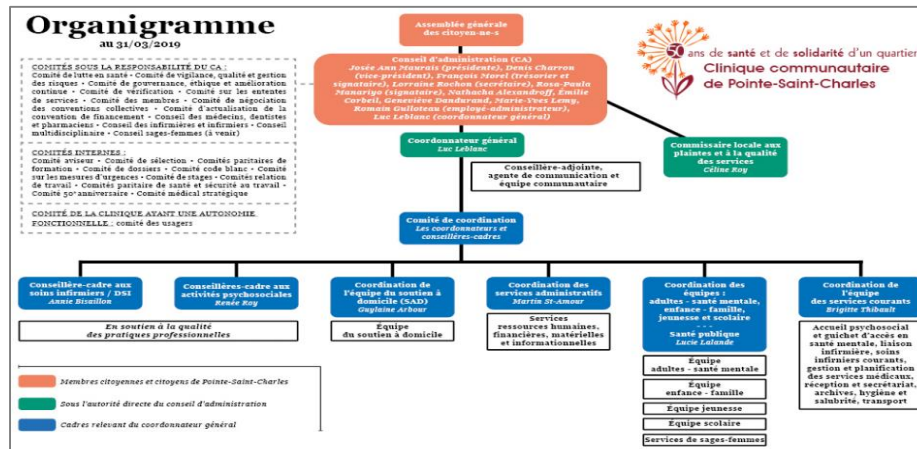 Organigramme
au 31/03/2019
COMITÉS SOUS LA RESPONSABILITÉ DU CA :
Comité de lutte en santé • Comité de vigilance, qualité et gestion
des risques • Comité de gouvernance, éthique et amélioration
continue • Comité de vérification • Comité sur les ententes
de services • Comité des membres • Comité de négociation
des conventions collectives • Comité d'actualisation de la
convention de financement • Conseil des médecins, dentistes
et pharmaciens • Conseil des infirmières et infirmiers • Conseil
multidisciplinaire • Conseil sages-femmes (à venir)
COMITÉS INTERNES :
Comité aviseur • Comité de sélection • Comités paritaires de
formation • Comité de dossiers • Comité code blanc • Comité
sur les mesures d'urgences • Comité de stages • Comités relation
de travail • Comités paritaire de santé et sécurité au travail •
Comité 50e anniversaire • Comité médical stratégique
COMITÉ DE LA CLINIQUE AYANT UNE AUTONOMIE
FONCTIONNELLE : comité des usagers
Assemblée générale
des citoyen-ne-s
Conseil d'administration (CA)
Josée Ann Maurais (présidente), Denis Charron
(vice-président), François Morel (trésorier et
signataire), Lorraine Rochon (secrétaire), Rosa-Paula
Manariyo (signataire), Nathacha Alexandroff, Émilie
Corbeil, Geneviève Dandurand, Marie-Yves Lemy,
Romain Guilloton (employé-administrateur),
Luc Leblanc (coordonnateur général)
50 ans de santé et de solidarité d'un quartier
Clinique communautaire
de Pointe-Saint-Charles
Coordonnateur général
Luc Leblanc
Conseillère-adjointe,
agente de communication et
équipe communautaire
Commissaire locale aux
plaintes et à la qualité
des services
Céline Roy
Comité de coordination
Les coordonnateurs et
conseillères-cadres
Conseillère-cadre aux
soins infirmiers / DSI
Annie Bisaillon
Conseillères-cadre aux
activités psychosociales
Renée Roy
En soutien à la qualité
des pratiques professionnelles
Coordination de
l'équipe du soutien à
domicile (SAD)
Guylaine Arbour
Équipe
du soutien à domicile
Coordination des
services administratifs
Martin St-Amour
Services
ressources humaines,
financières, matérielles
et informationnelles
Coordination des
équipes :
adultes - santé mentale,
enfance - famille,
jeunesse et scolaire
- - -
Santé publique
Lucie Lalande
Équipe
adultes - santé mentale
Équipe
enfance - famille
Équipe jeunesse
Équipe scolaire
Services de sages-femmes
Coordination de
l'équipe
des services courants
Brigitte Thibault
Accueil psychosocial
et guichet d'accès en
santé mentale, liaison
infirmière, soins
infirmiers courants,
gestion et planification
des services médicaux,
réception et secrétariat,
archives, hygiène et
salubrité, transport
Membres citoyennes et citoyens de Pointe-Saint-Charles
Sous l'autorité directe du conseil d'administration
Cadres relevant du coordonnateur général